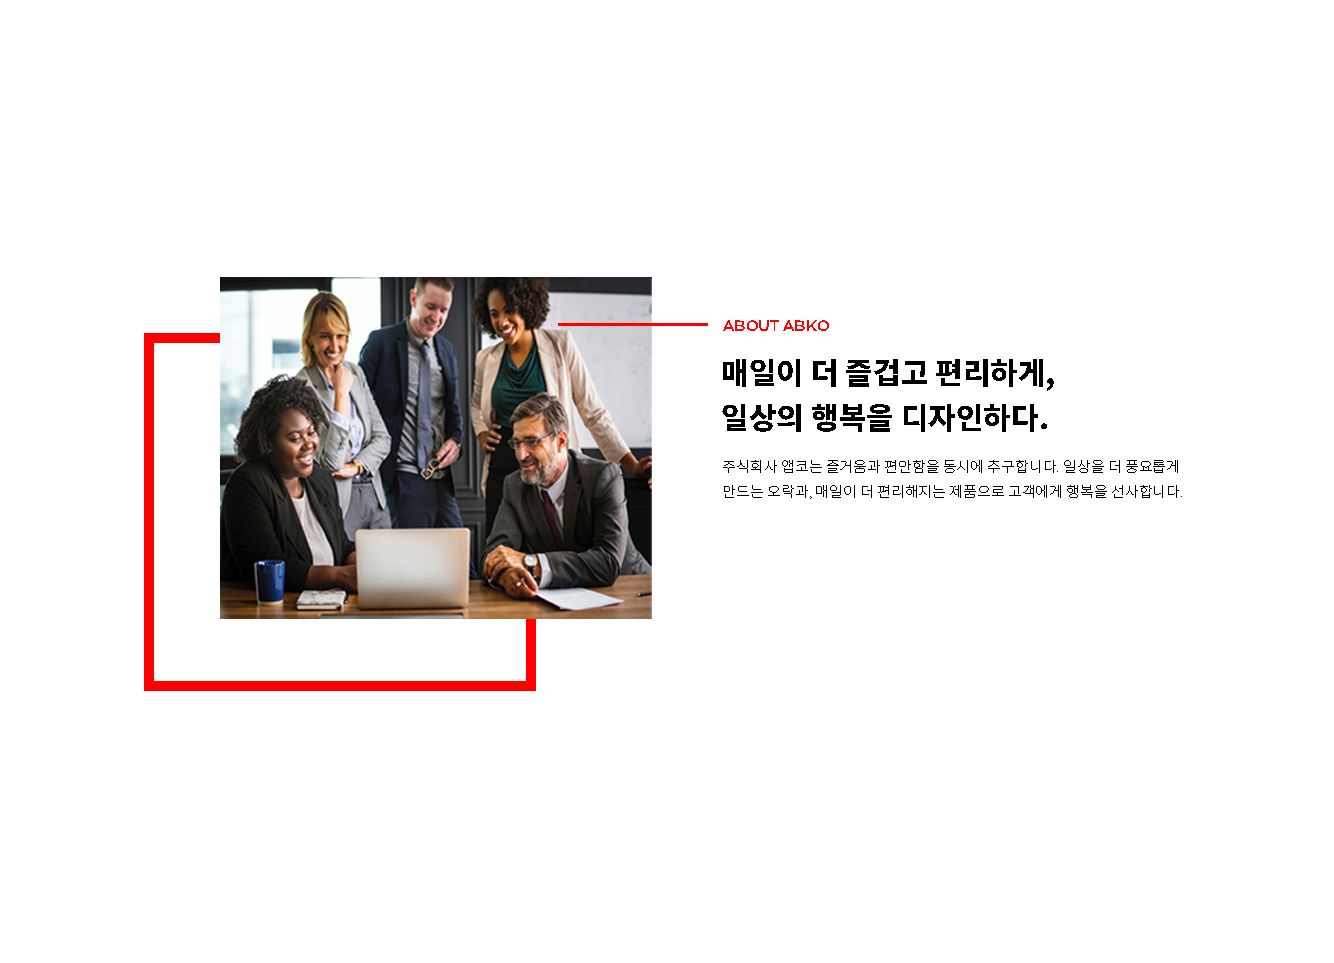 ABOUT ABKO
매일이 더 즐겁고 편리하게,
일상의 행복을 디자인하다.
주식회사 앱코는 즐거움과 편안함을 동시에 추구합니다. 일상을 더 풍요롭게
만드는 오락과, 매일이 더 편리해지는 제품으로 고객에게 행복을 선사합니다.